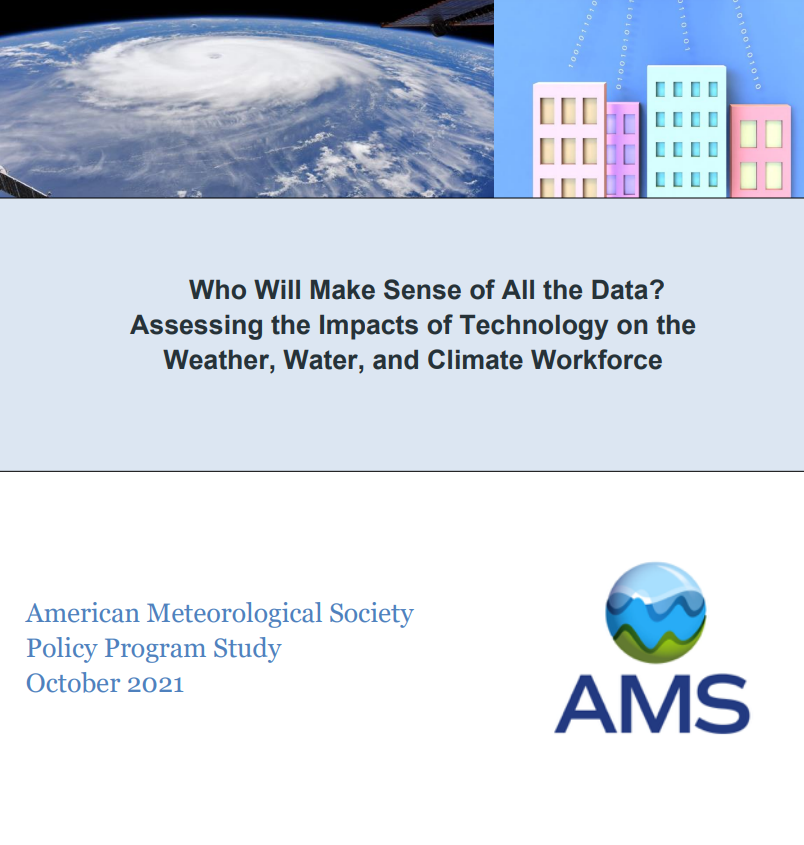 Who Will Make Sense of All the Data?
Assessing the Impacts of Technology on the
Weather, Water, and Climate Workforce
American Meteorological Society
Policy Program Study
October 2021
AMS